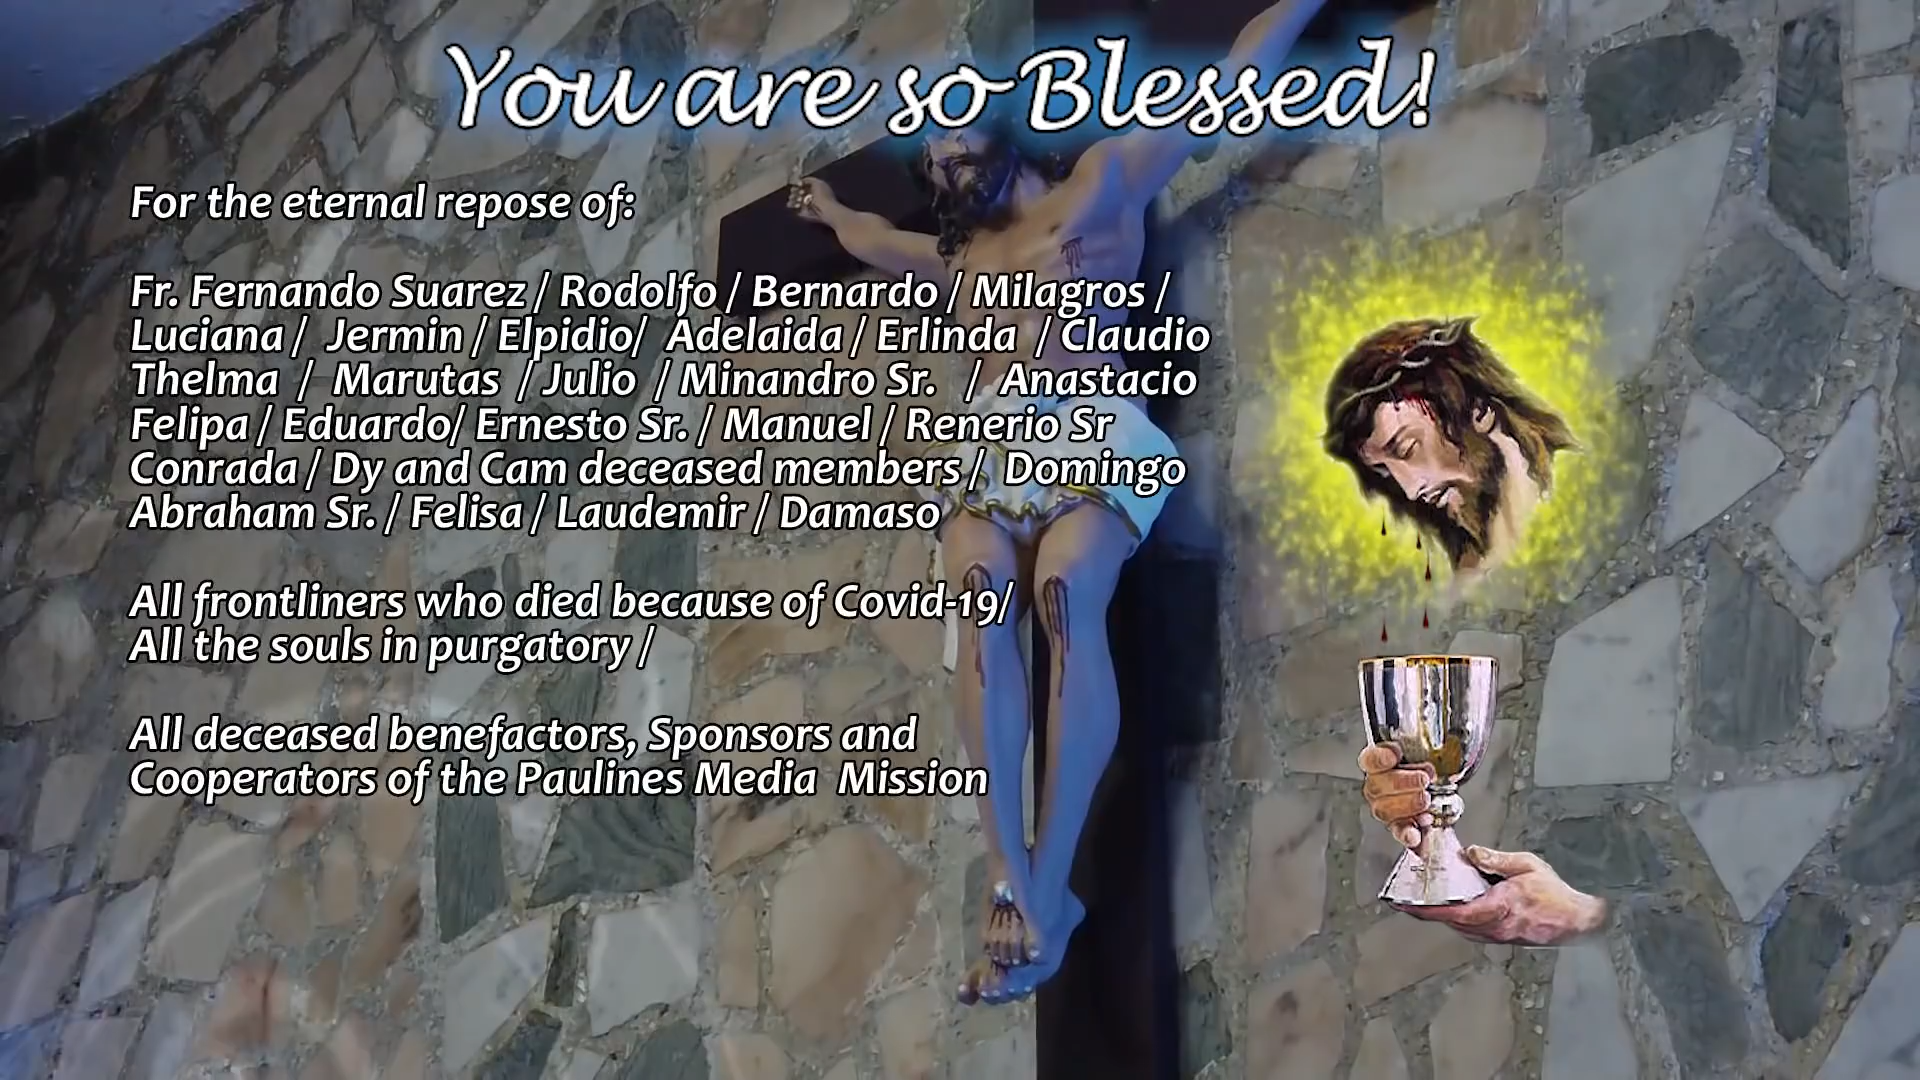 You are so Blessed!
For the eternal repose of:
Fr. Fernando Suarez / Rodolfo / Bernardo / Milagros /
Luciana / Jermin / Elpidio/ Adelaida / Erlinda / Claudio
Thelma / Marutas / Julio / Minandro Sr. / Anastacio
Felipa / Eduardo/ Ernesto Sr. / Manuel / Renerio Sr
Conrada / Dy and Cam deceased members / Domingo
Abraham Sr. / Felisa / Laudemir / Damaso
All frontliners who died because of Covid-19/
All the souls in purgatory /
All deceased benefactors, Sponsors and
Cooperators of the Paulines Media Mission